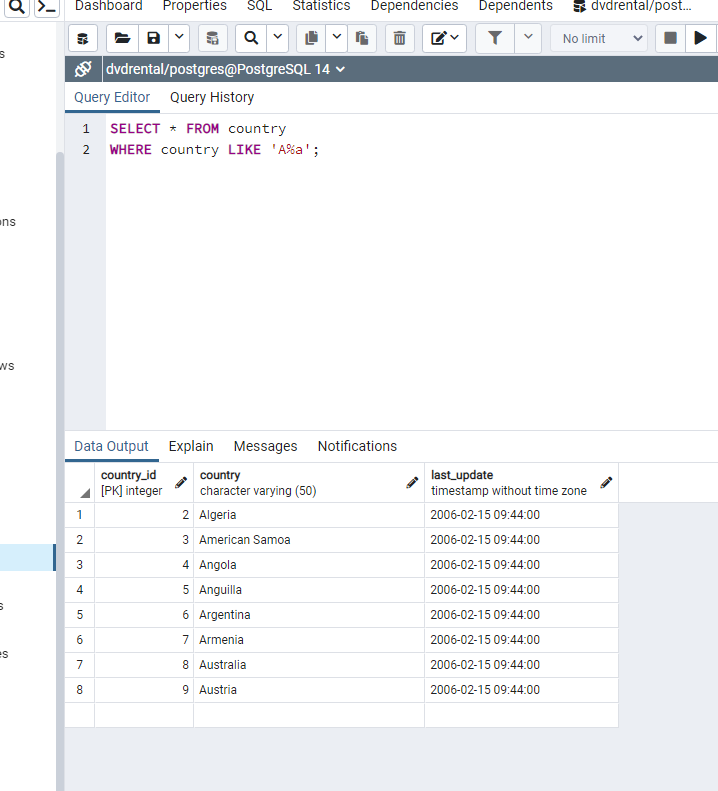 Dashboard Properties SQL Statistics Dependencies Dependents dvdrental/post...
s
No limit
dvdrental/postgres@PostgreSQL 14
Query Editor Query History
1 SELECT * FROM country
2 WHERE country LIKE 'A%a';
ons
ws
Data Output Explain Messages Notifications
country_id country last_update
[PK] integer character varying (50) timestamp without time zone
1 2 Algeria 2006-02-15 09:44:00
2 3 American Samoa 2006-02-15 09:44:00
3 4 Angola 2006-02-15 09:44:00
4 5 Anguilla 2006-02-15 09:44:00
5 6 Argentina 2006-02-15 09:44:00
s
6 7 Armenia 2006-02-15 09:44:00
es
7 8 Australia 2006-02-15 09:44:00
8 9 Austria 2006-02-15 09:44:00